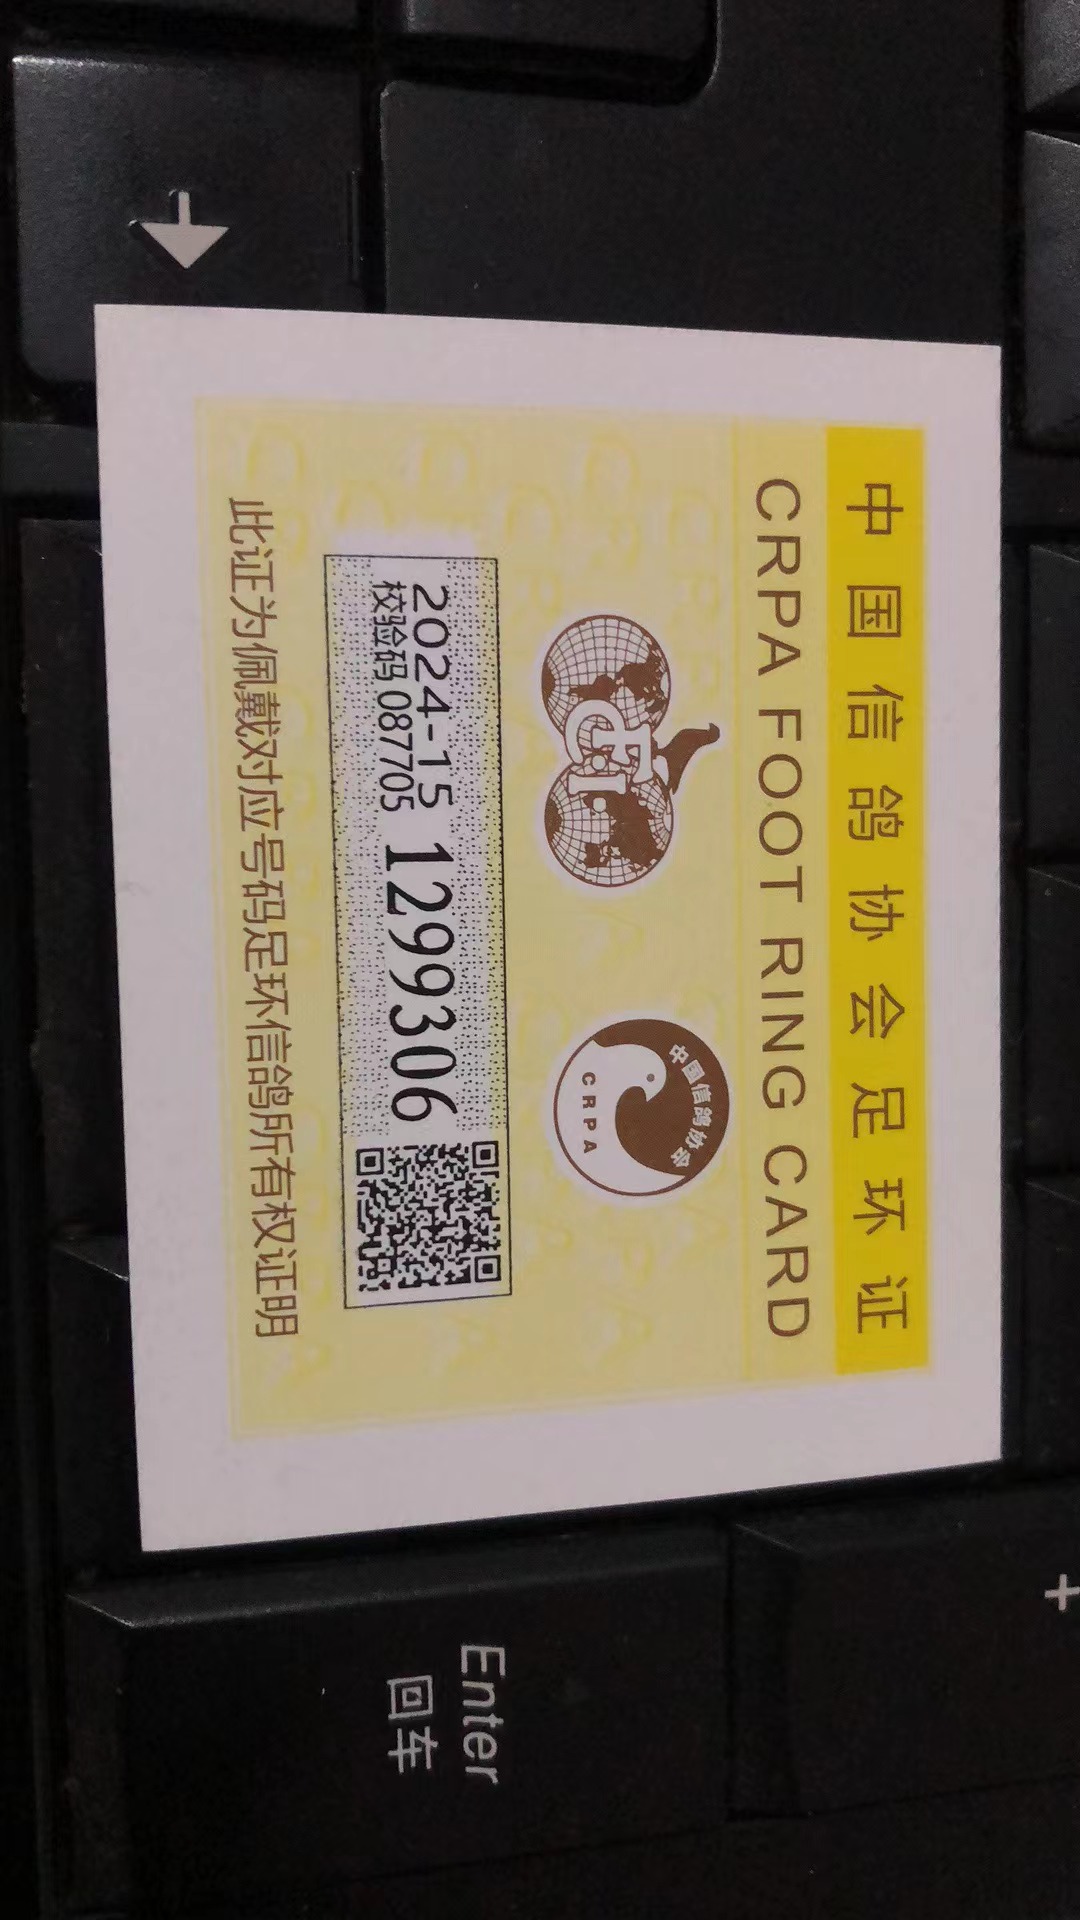 中国信鸽协会足环证
CRPA FOOT RING CARD
CFI
中国信鸽协会
CRPA
2024-15 1299306
校验码 087705
此证为佩戴对应号码足环信鸽所有权证明
Enter
回车
+